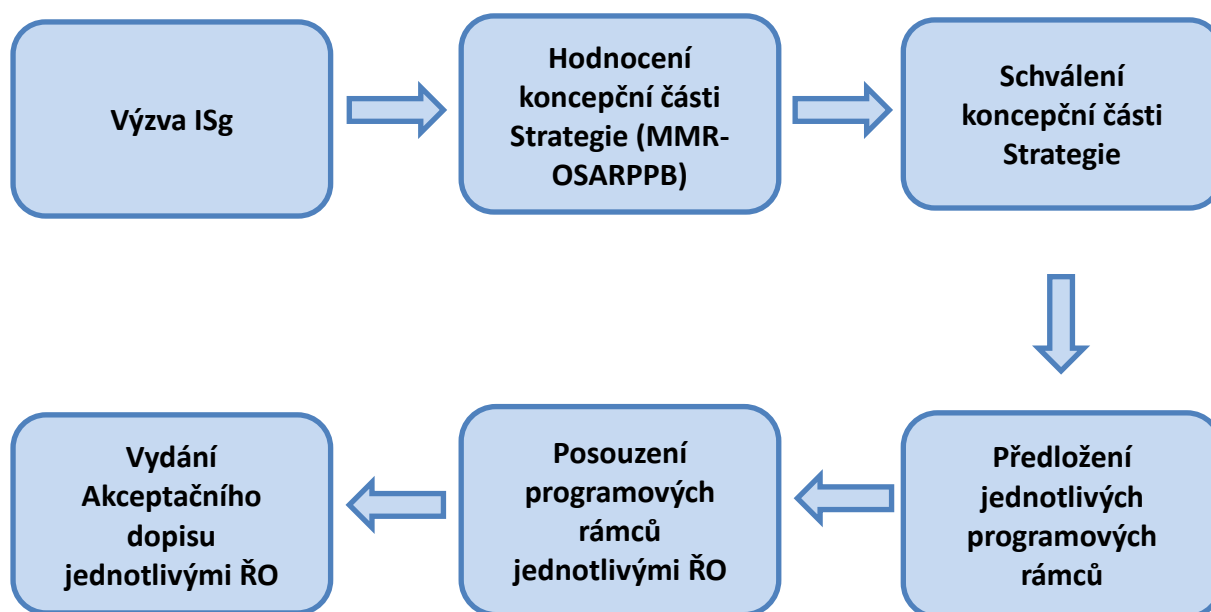 Výzva ISg
Hodnocení
koncepční části
Strategie (MMR-
OSARPPB)
Schválení
koncepční části
Strategie
Předložení
jednotlivých
programových
rámců
Posouzení
programových
rámců
jednotlivými ŘO
Vydání
Akceptačního
dopisu
jednotlivými ŘO